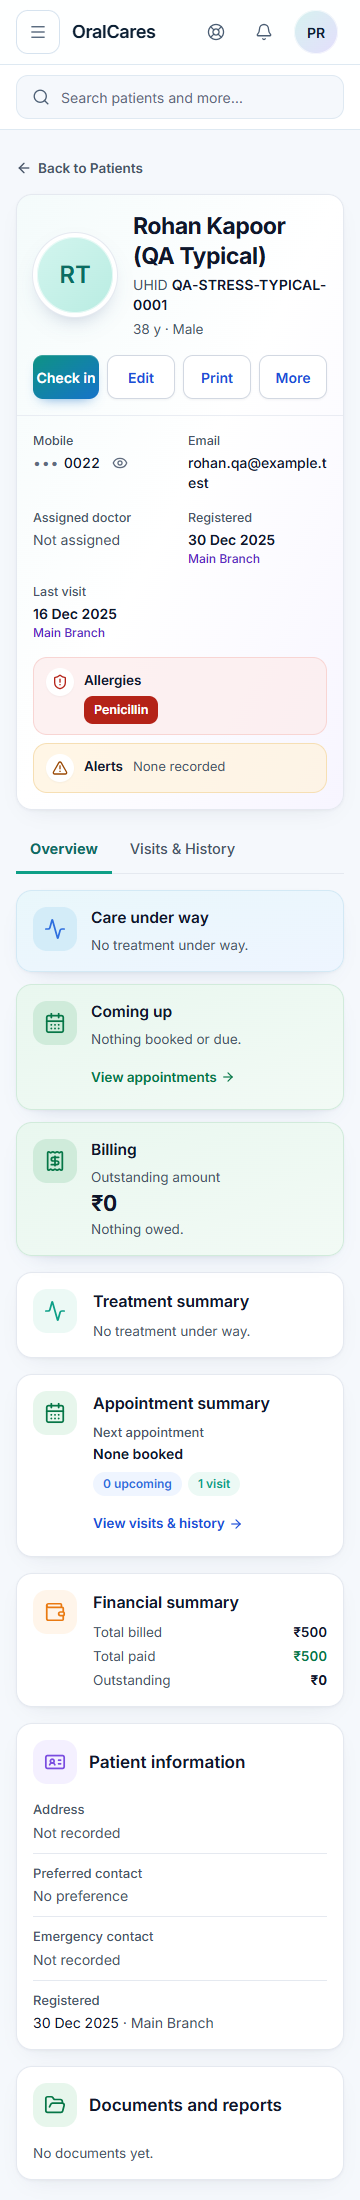 OralCares
PR
Search patients and more...
Back to Patients
RT
Rohan Kapoor
(QA Typical)
UHID QA-STRESS-TYPICAL-
0001
38 y · Male
Check in
Edit
Print
More
Mobile
••• 0022
Email
rohan.qa@example.t
est
Assigned doctor
Not assigned
Registered
30 Dec 2025
Main Branch
Last visit
16 Dec 2025
Main Branch
Allergies
Penicillin
Alerts None recorded
Overview
Visits & History
Care under way
No treatment under way.
Coming up
Nothing booked or due.
View appointments →
Billing
Outstanding amount
₹0
Nothing owed.
Treatment summary
No treatment under way.
Appointment summary
Next appointment
None booked
0 upcoming
1 visit
View visits & history →
Financial summary
Total billed ₹500
Total paid ₹500
Outstanding ₹0
Patient information
Address
Not recorded
Preferred contact
No preference
Emergency contact
Not recorded
Registered
30 Dec 2025 · Main Branch
Documents and reports
No documents yet.